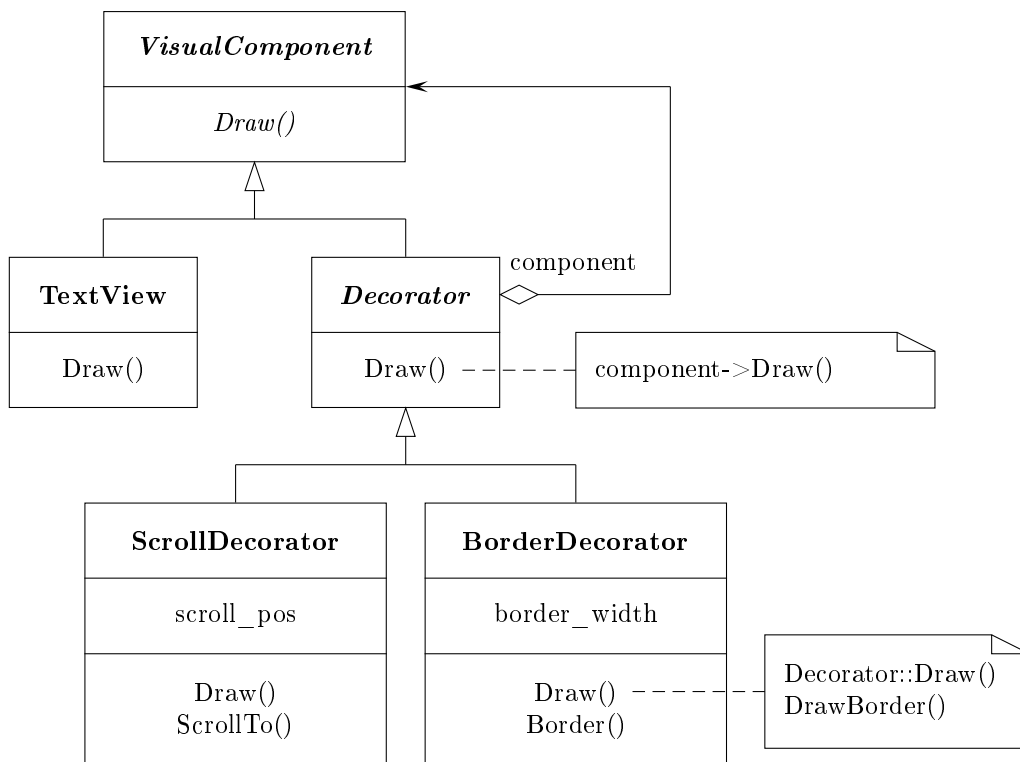 VisualComponent
Draw()
component
TextView
Decorator
Draw()
Draw()
component->Draw()
ScrollDecorator
BorderDecorator
scroll_pos
border_width
Draw()
ScrollTo()
Draw()
Border()
Decorator::Draw()
DrawBorder()